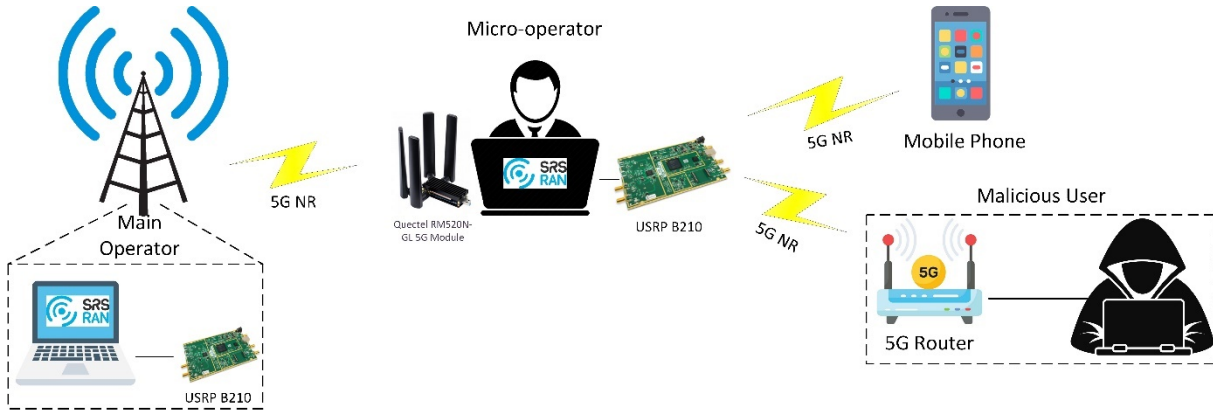 Micro-operator
SRS
RAN
5G NR
Quectel RM520N-
GL 5G Module
USRP B210
5G NR
5G NR
Mobile Phone
Main
Operator
SRS
RAN
USRP B210
Malicious User
5G
5G Router